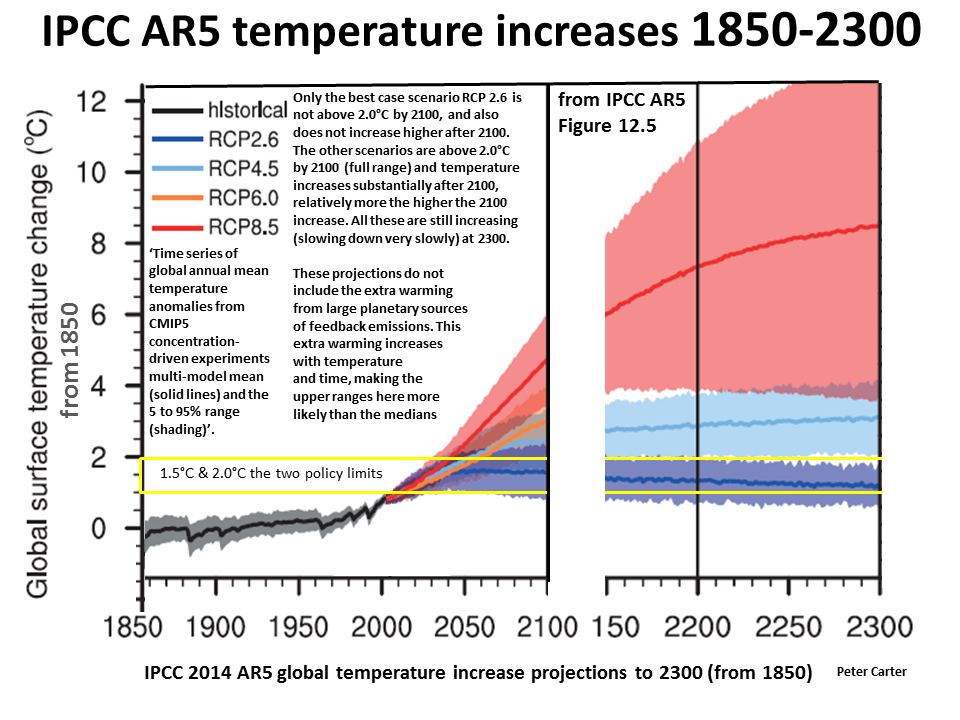 IPCC AR5 temperature increases 1850-2300
Global surface temperature change (°C)
from 1850
12
10
8
6
4
2
0
hIstorIcal
RCP2.6
RCP4.5
RCP6.0
RCP8.5
‘Time series of
global annual mean
temperature
anomalies from
CMIP5
concentration-
driven experiments
multi-model mean
(solid lines) and the
5 to 95% range
(shading)’.
Only the best case scenario RCP 2.6 is
not above 2.0°C by 2100, and also
does not increase higher after 2100.
The other scenarios are above 2.0°C
by 2100 (full range) and temperature
increases substantially after 2100,
relatively more the higher the 2100
increase. All these are still increasing
(slowing down very slowly) at 2300.
These projections do not
include the extra warming
from large planetary sources
of feedback emissions. This
extra warming increases
with temperature
and time, making the
upper ranges here more
likely than the medians
from IPCC AR5
Figure 12.5
1.5°C & 2.0°C the two policy limits
1850 1900 1950 2000 2050 2100 150 2200 2250 2300
IPCC 2014 AR5 global temperature increase projections to 2300 (from 1850)
Peter Carter